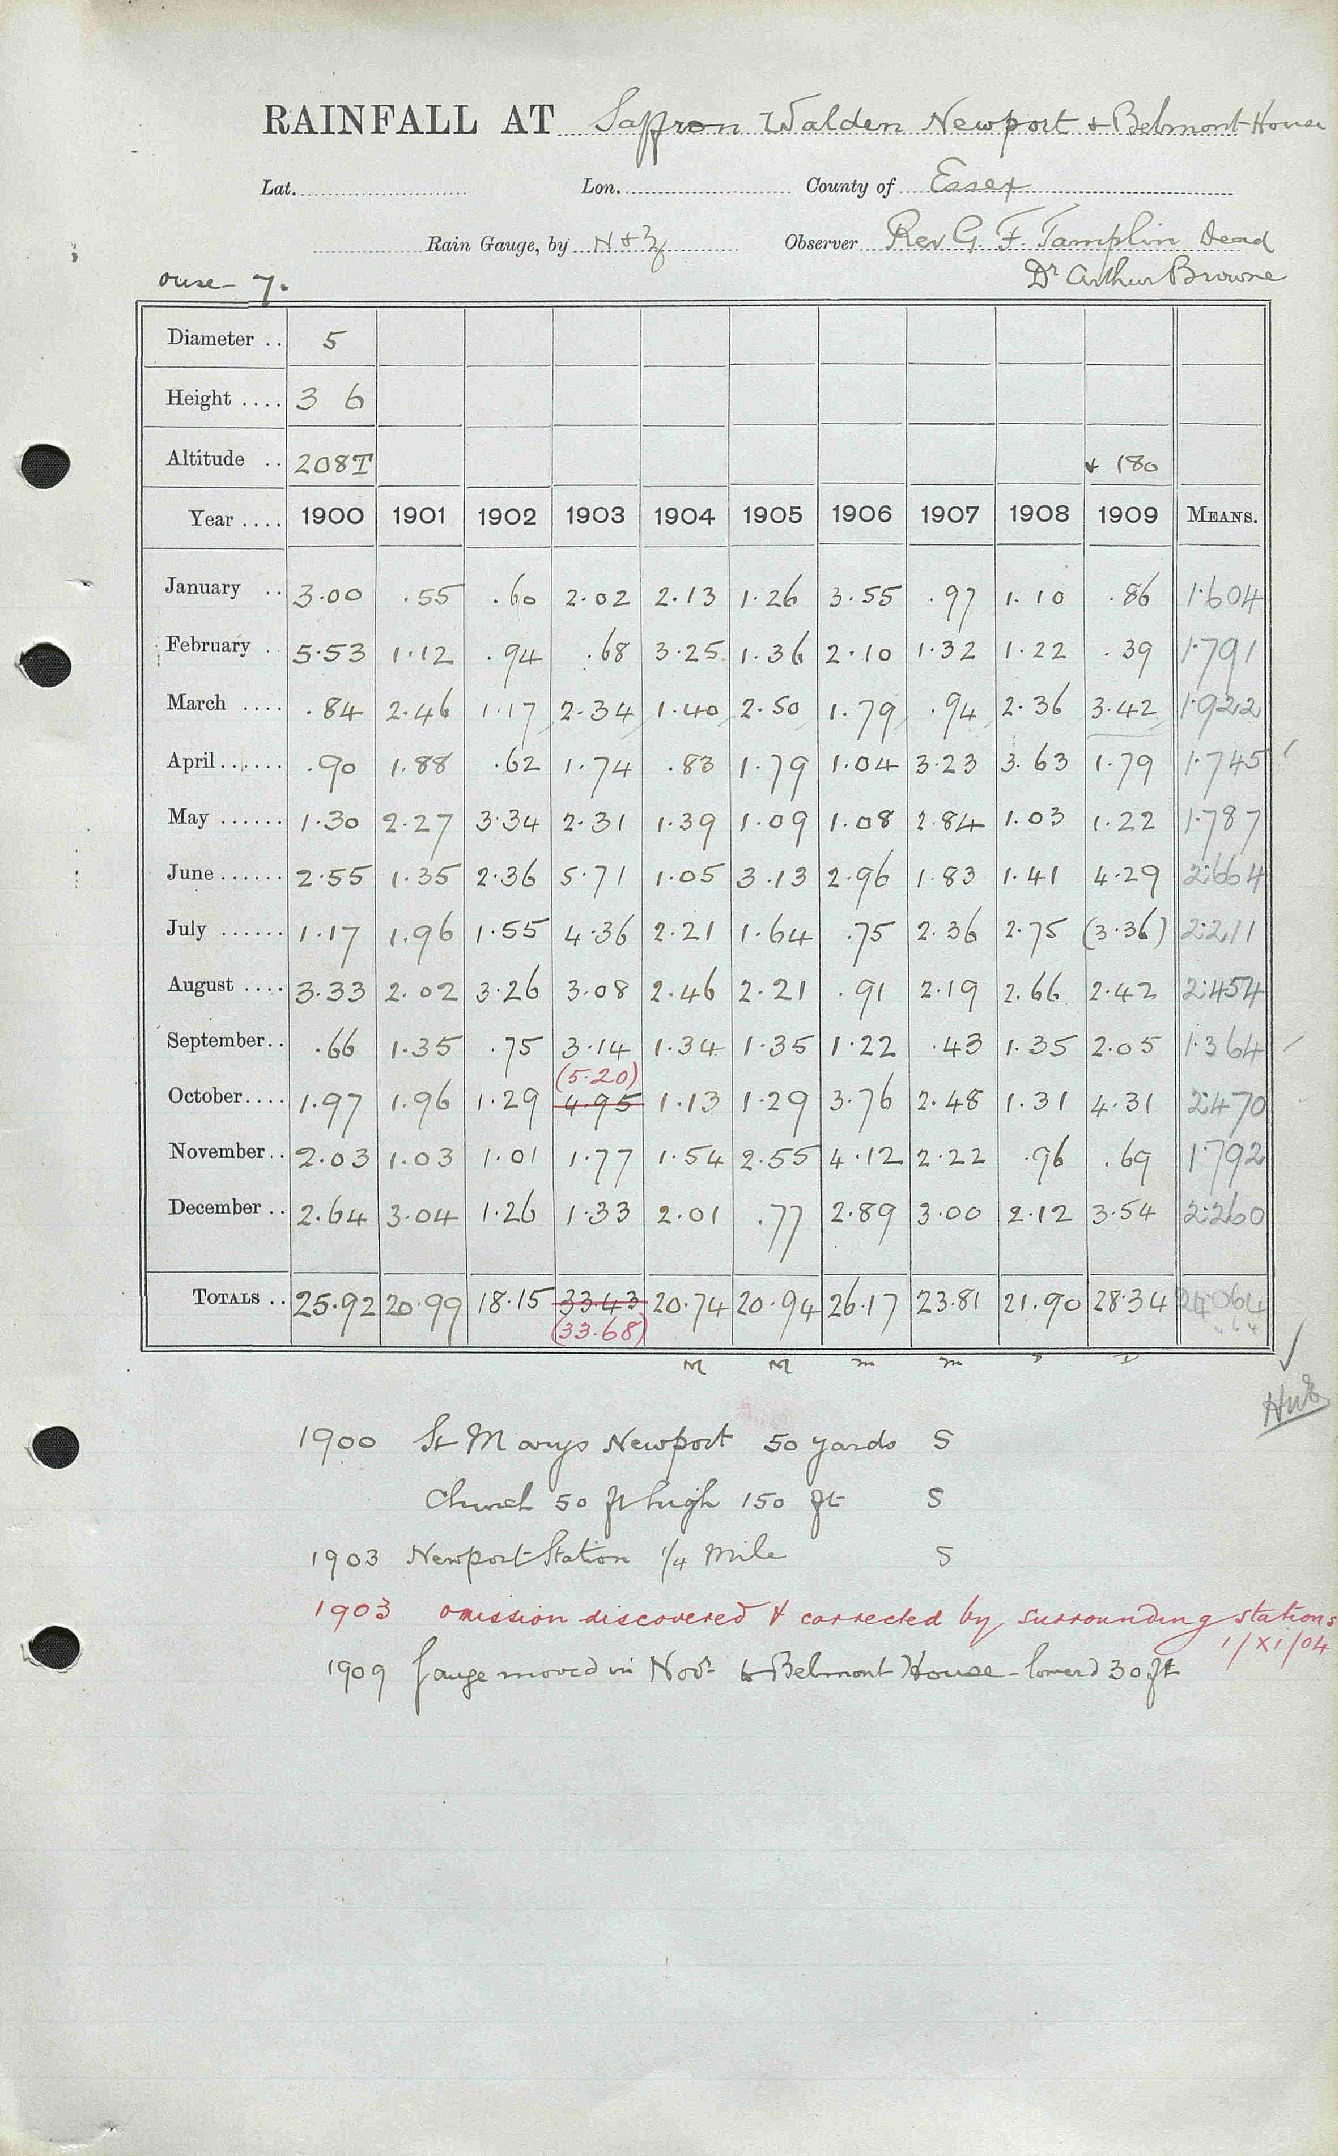 RAINFALL AT Saffron Walden Newport & Belmont House
Lat. Lon. County of Essex
Rain Gauge, by N & Z Observer Rev G. F. Tamplin Dead
Ouse - 7. Dr Arthur Browne
Diameter .. 5
Height .... 3 6
Altitude .. 208T & 180
Year .... 1900 1901 1902 1903 1904 1905 1906 1907 1908 1909 MEANS.
January .. 3.00 .55 .60 2.02 2.13 1.26 3.55 .97 1.10 .86 1.604
February .. 5.53 1.12 .94 .68 3.25 1.36 2.10 1.32 1.22 .39 1.791
March .... .84 2.46 1.17 2.34 1.40 2.50 1.79 .94 2.36 3.42 1.922
April ...... .90 1.88 .62 1.74 .83 1.79 1.04 3.23 3.63 1.79 1.745
May ...... 1.30 2.27 3.34 2.31 1.39 1.09 1.08 2.84 1.03 1.22 1.787
June ...... 2.55 1.35 2.36 5.71 1.05 3.13 2.96 1.83 1.41 4.29 2.664
July ...... 1.17 1.96 1.55 4.36 2.21 1.64 .75 2.36 2.75 (3.36) 2.211
August .... 3.33 2.02 3.26 3.08 2.46 2.21 .91 2.19 2.66 2.42 2.454
September .. .66 1.35 .75 3.14 1.34 1.35 1.22 .43 1.35 2.05 1.364
(5.20)
October .... 1.97 1.96 1.29 4.95 1.13 1.29 3.76 2.48 1.31 4.31 2.470
November .. 2.03 1.03 1.01 1.77 1.54 2.55 4.12 2.22 .96 .69 1.792
December .. 2.64 3.04 1.26 1.33 2.01 .77 2.89 3.00 2.12 3.54 2.260
TOTALS .. 25.92 20.99 18.15 33.43 20.74 20.94 26.17 23.81 21.90 28.34 24.064
(33.68)
M M m m
1900 St Marys Newport 50 yards S
Church 50 ft high 150 ft S
1903 Newport Station 1/4 Mile S
1903 omission discovered & corrected by surrounding stations
1/XI/04
1909 Gauge moved in Novr to Belmont House - lowered 30 ft